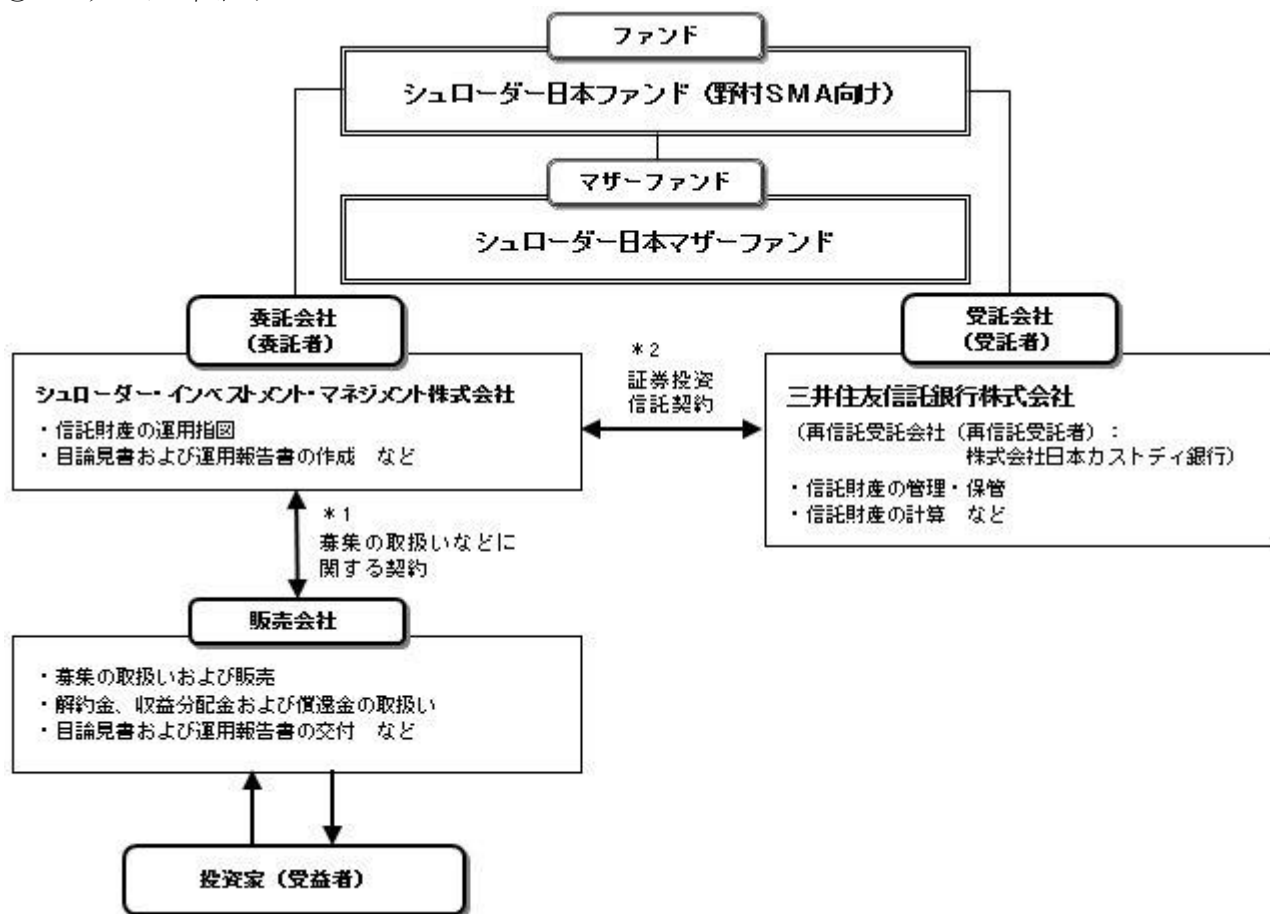 ファンド
シュローダー日本ファンド（野村SMA向け）
マザーファンド
シュローダー日本マザーファンド
委託会社
（委託者）
シュローダー・インベストメント・マネジメント株式会社
・信託財産の運用指図
・目論見書および運用報告書の作成　など
＊2
証券投資
信託契約
受託会社
（受託者）
三井住友信託銀行株式会社
（再信託受託会社（再信託受託者）：
株式会社日本カストディ銀行）
・信託財産の管理・保管
・信託財産の計算　など
＊1
募集の取扱いなどに
関する契約
販売会社
・募集の取扱いおよび販売
・解約金、収益分配金および償還金の取扱い
・目論見書および運用報告書の交付　など
投資家（受益者）